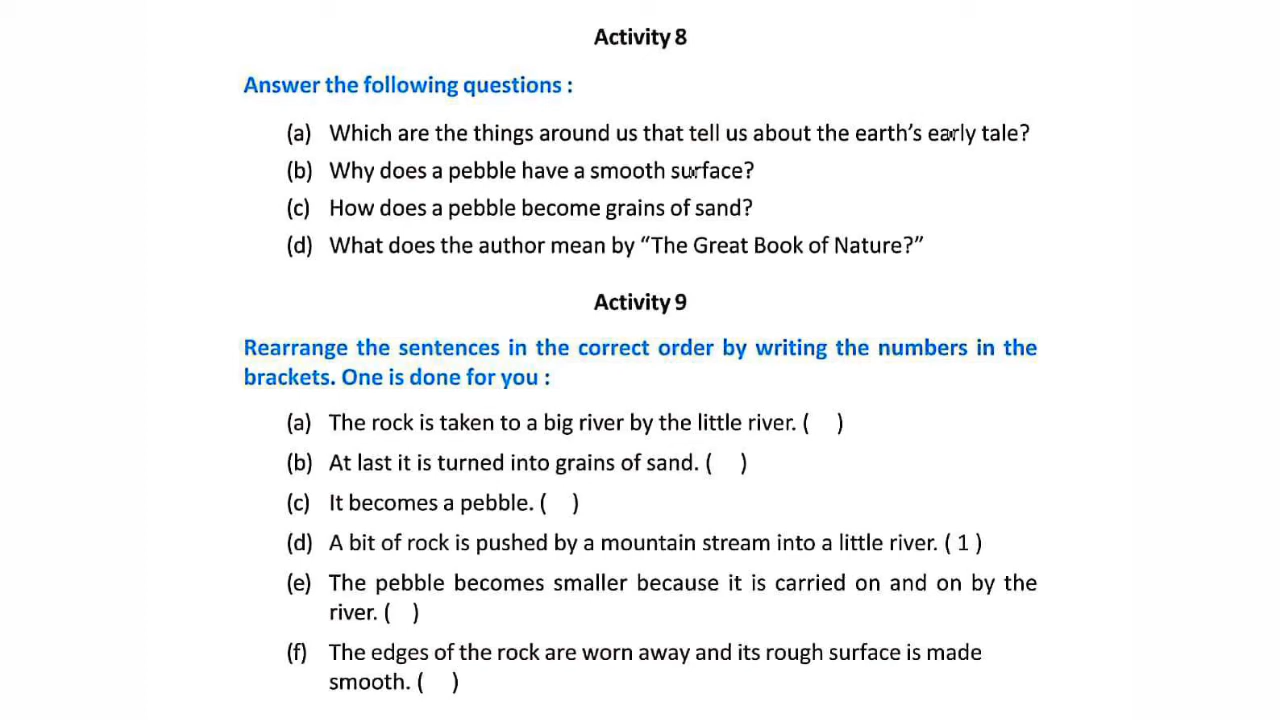 Activity 8
Answer the following questions :
(a) Which are the things around us that tell us about the earth’s early tale?
(b) Why does a pebble have a smooth surface?
(c) How does a pebble become grains of sand?
(d) What does the author mean by “The Great Book of Nature?”
Activity 9
Rearrange the sentences in the correct order by writing the numbers in the
brackets. One is done for you :
(a) The rock is taken to a big river by the little river. ( )
(b) At last it is turned into grains of sand. ( )
(c) It becomes a pebble. ( )
(d) A bit of rock is pushed by a mountain stream into a little river. ( 1 )
(e) The pebble becomes smaller because it is carried on and on by the
river. ( )
(f) The edges of the rock are worn away and its rough surface is made
smooth. ( )